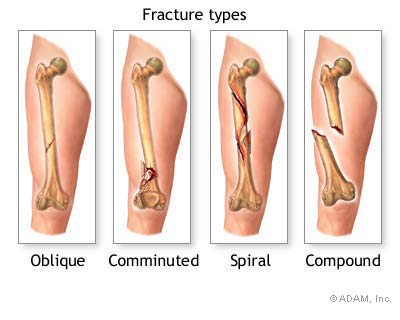 Fracture types
Oblique
Comminuted
Spiral
Compound
©ADAM, Inc.